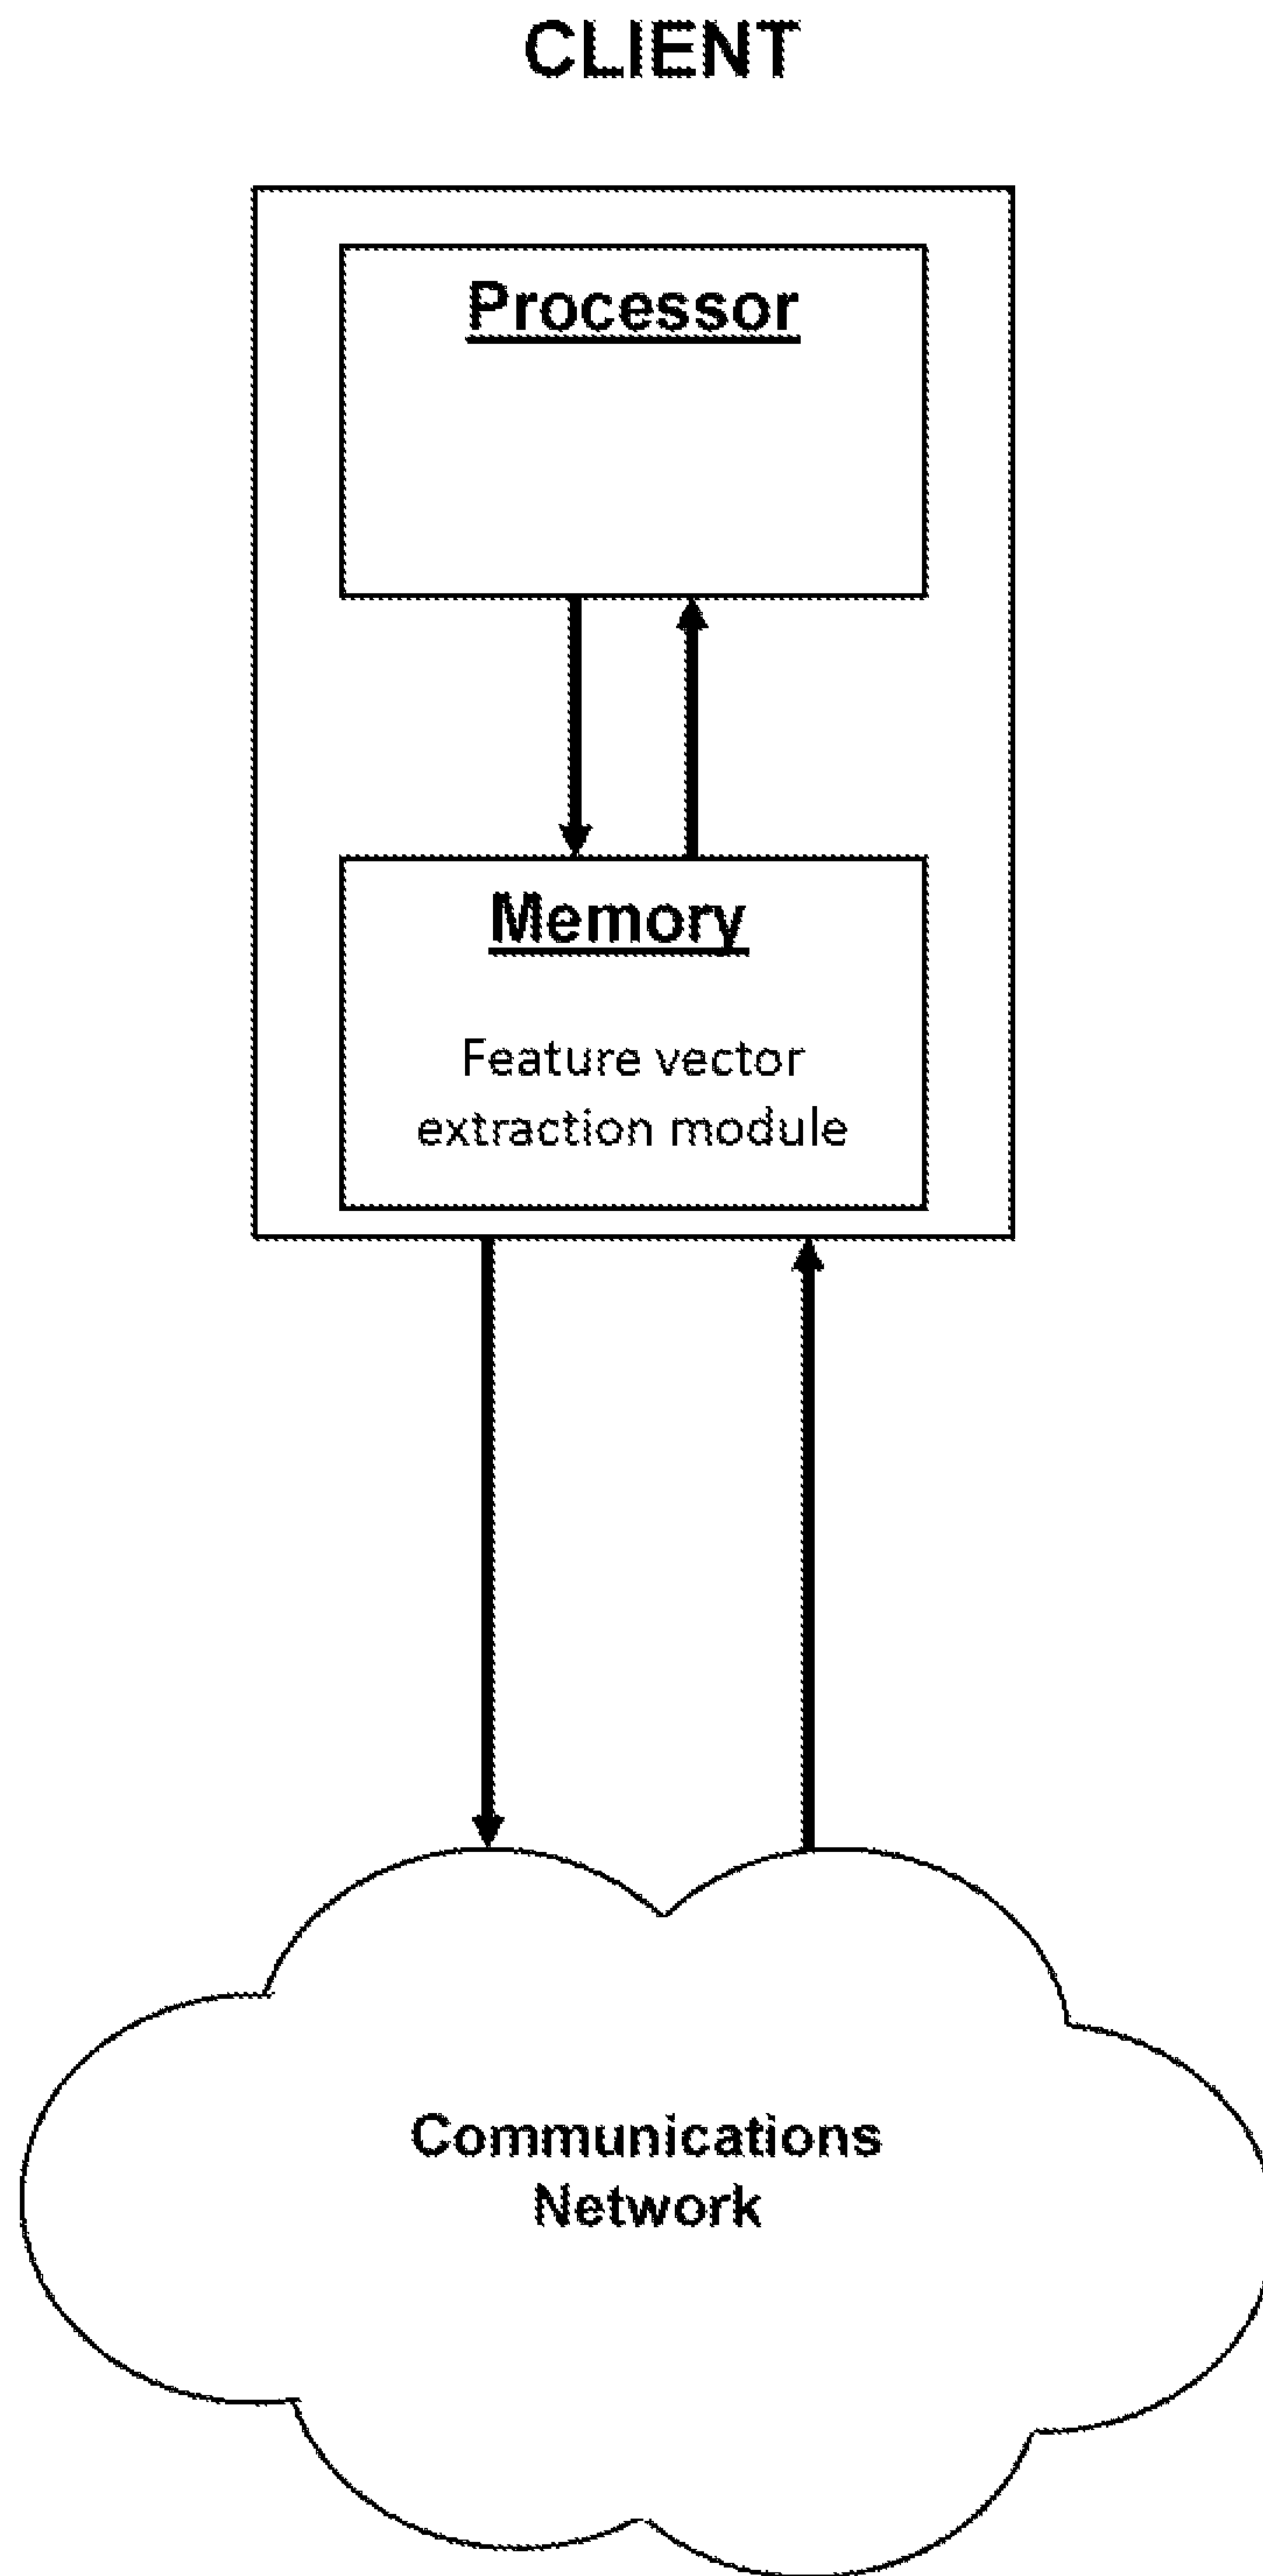 CLIENT
Processor
Memory
Feature vector
extraction module
Communications
Network